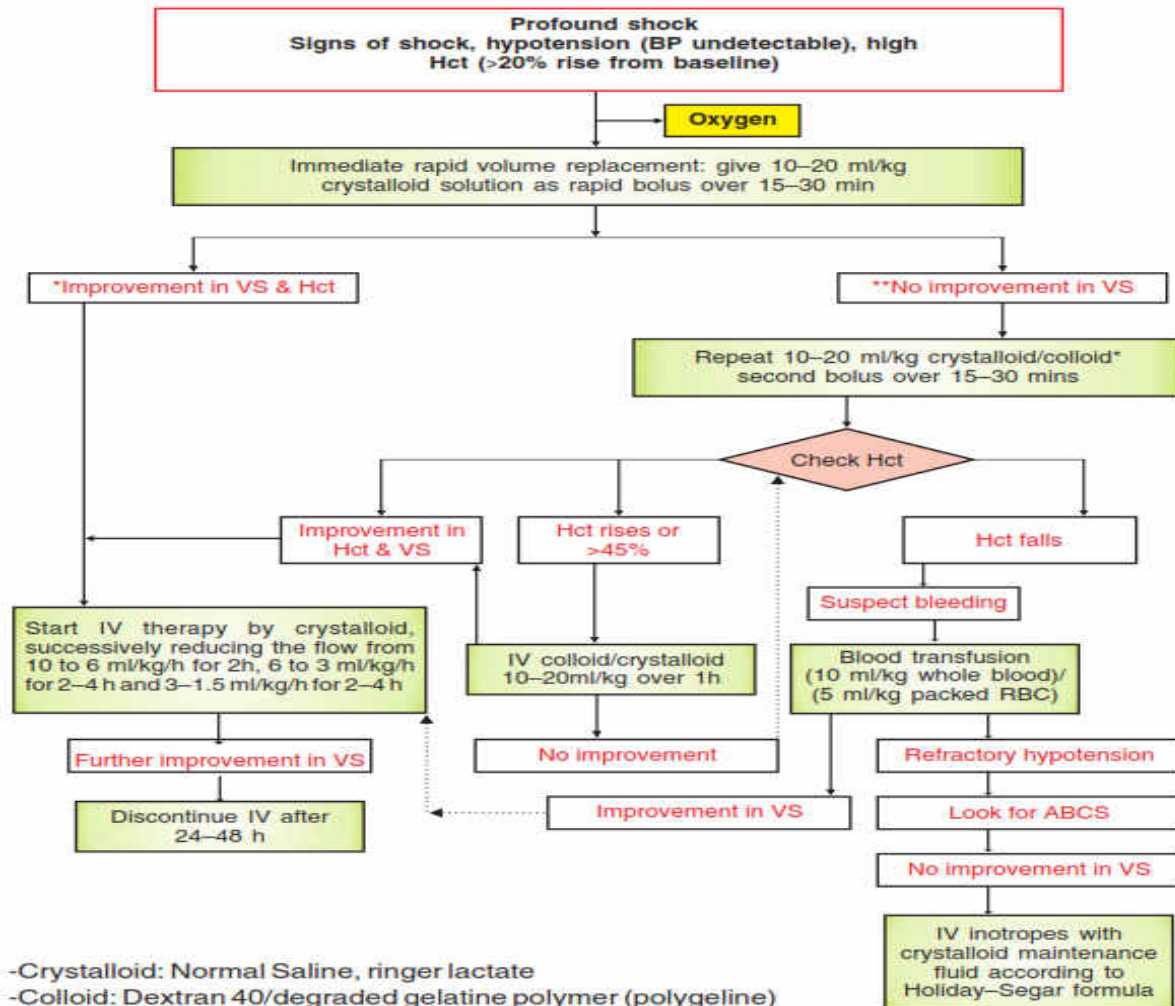 Profound shock
Signs of shock, hypotension (BP undetectable), high
Hct (>20% rise from baseline)
Oxygen
Immediate rapid volume replacement: give 10–20 ml/kg
crystalloid solution as rapid bolus over 15–30 min
*Improvement in VS & Hct
**No improvement in VS
Repeat 10–20 ml/kg crystalloid/colloid*
second bolus over 15–30 mins
Check Hct
Improvement in
Hct & VS
Hct rises or
>45%
Hct falls
Suspect bleeding
Start IV therapy by crystalloid,
successively reducing the flow from
10 to 6 ml/kg/h for 2h, 6 to 3 ml/kg/h
for 2–4 h and 3–1.5 ml/kg/h for 2–4 h
IV colloid/crystalloid
10–20ml/kg over 1h
Blood transfusion
(10 ml/kg whole blood)/
(5 ml/kg packed RBC)
Further improvement in VS
No improvement
Refractory hypotension
Discontinue IV after
24–48 h
Improvement in VS
Look for ABCS
No improvement in VS
IV inotropes with
crystalloid maintenance
fluid according to
Holiday–Segar formula
-Crystalloid: Normal Saline, ringer lactate
-Colloid: Dextran 40/degraded gelatine polymer (polygeline)